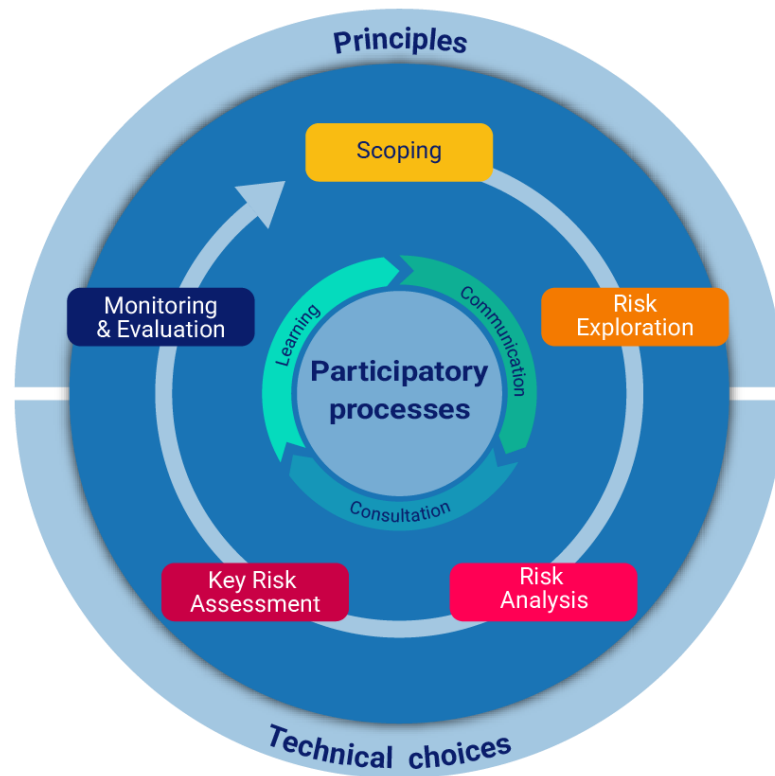 Principles
Scoping
Risk
Exploration
Risk
Analysis
Key Risk
Assessment
Monitoring
& Evaluation
Communication
Consultation
Learning
Participatory
processes
Technical choices